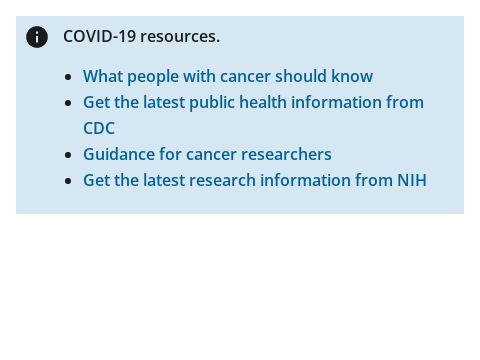 COVID-19 resources.
What people with cancer should know
Get the latest public health information from
CDC
Guidance for cancer researchers
Get the latest research information from NIH